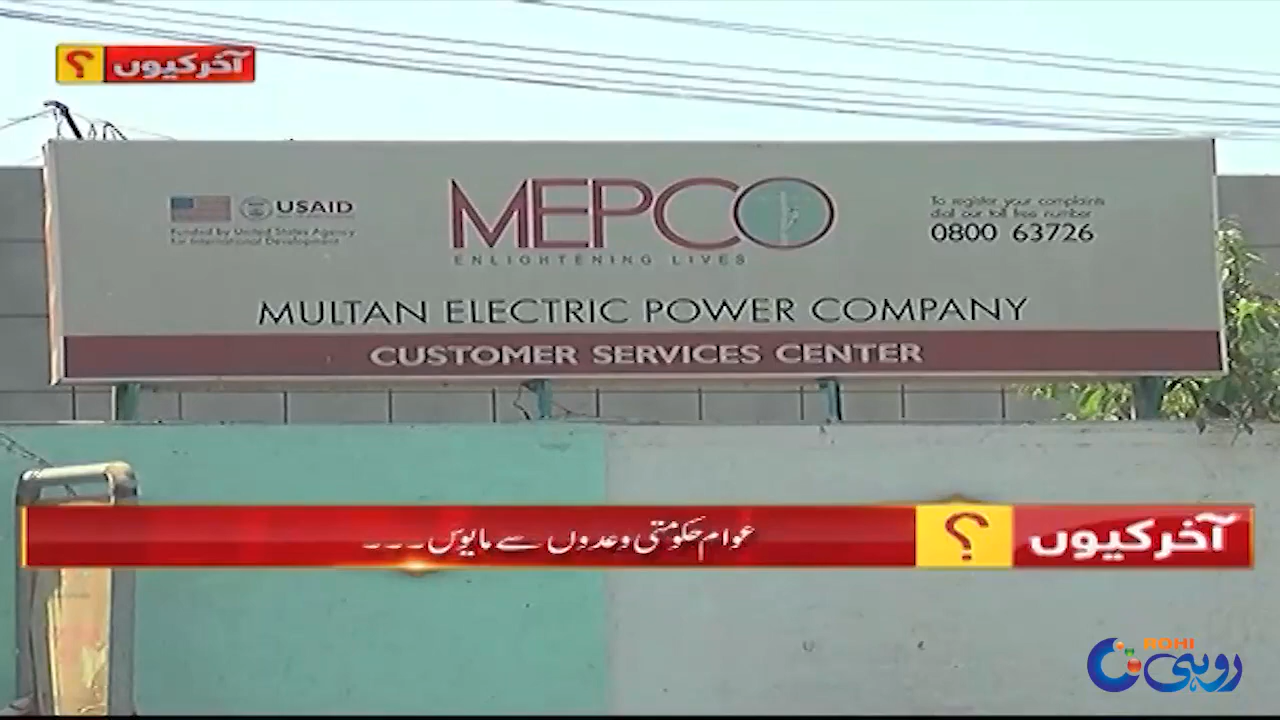 آخر کیوں ؟
USAID
Funded by United States Agency
for International Development
MEPCO
ENLIGHTENING LIVES
To register your complaints
dial our toll free number
0800 63726
MULTAN ELECTRIC POWER COMPANY
CUSTOMER SERVICES CENTER
آخر کیوں ؟
عوام حکومتی وعدوں سے مایوس۔۔۔
ROHI
روہی